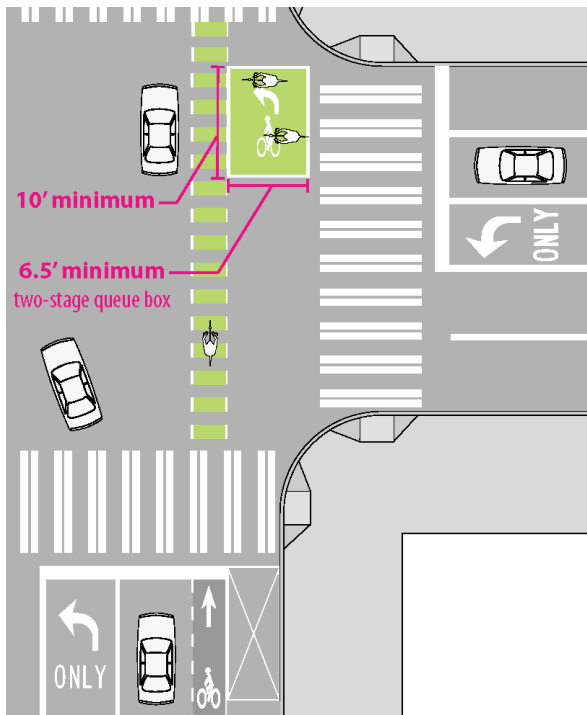 10’ minimum
6.5’ minimum
two-stage queue box
ONLY
ONLY